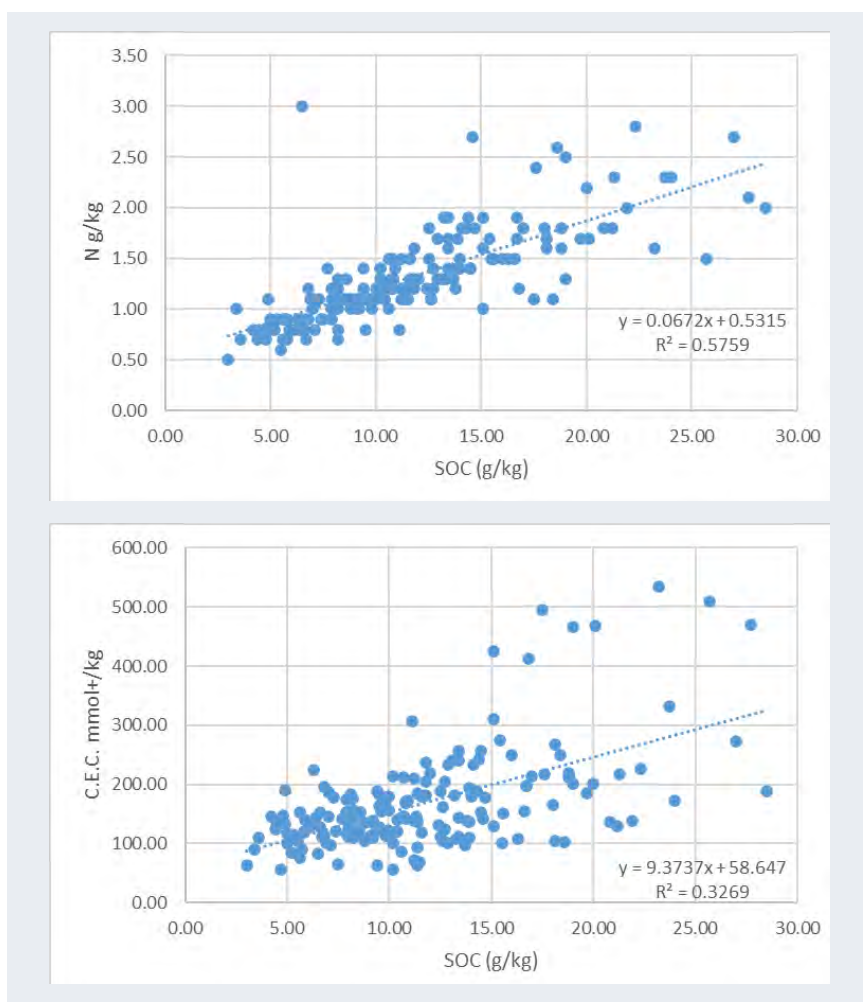 3.50
3.00
2.50
2.00
1.50
1.00
0.50
0.00
N g/kg
y = 0.0672x + 0.5315
R² = 0.5759
0.00 5.00 10.00 15.00 20.00 25.00 30.00
SOC (g/kg)
600.00
500.00
400.00
300.00
200.00
100.00
0.00
C.E.C. mmol+/kg
y = 9.3737x + 58.647
R² = 0.3269
0.00 5.00 10.00 15.00 20.00 25.00 30.00
SOC (g/kg)